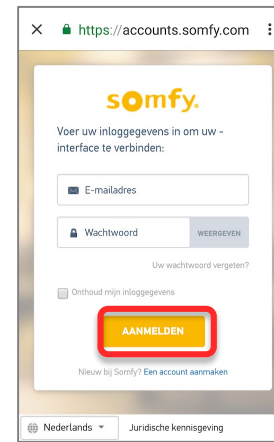 https://accounts.somfy.com
somfy.
Voer uw inloggegevens in om uw -
interface te verbinden:
E-mailadres
Wachtwoord WEERGEVEN
Uw wachtwoord vergeten?
Onthoud mijn inloggegevens
AANMELDEN
Nieuw bij Somfy? Een account aanmaken
Nederlands Juridische kennisgeving